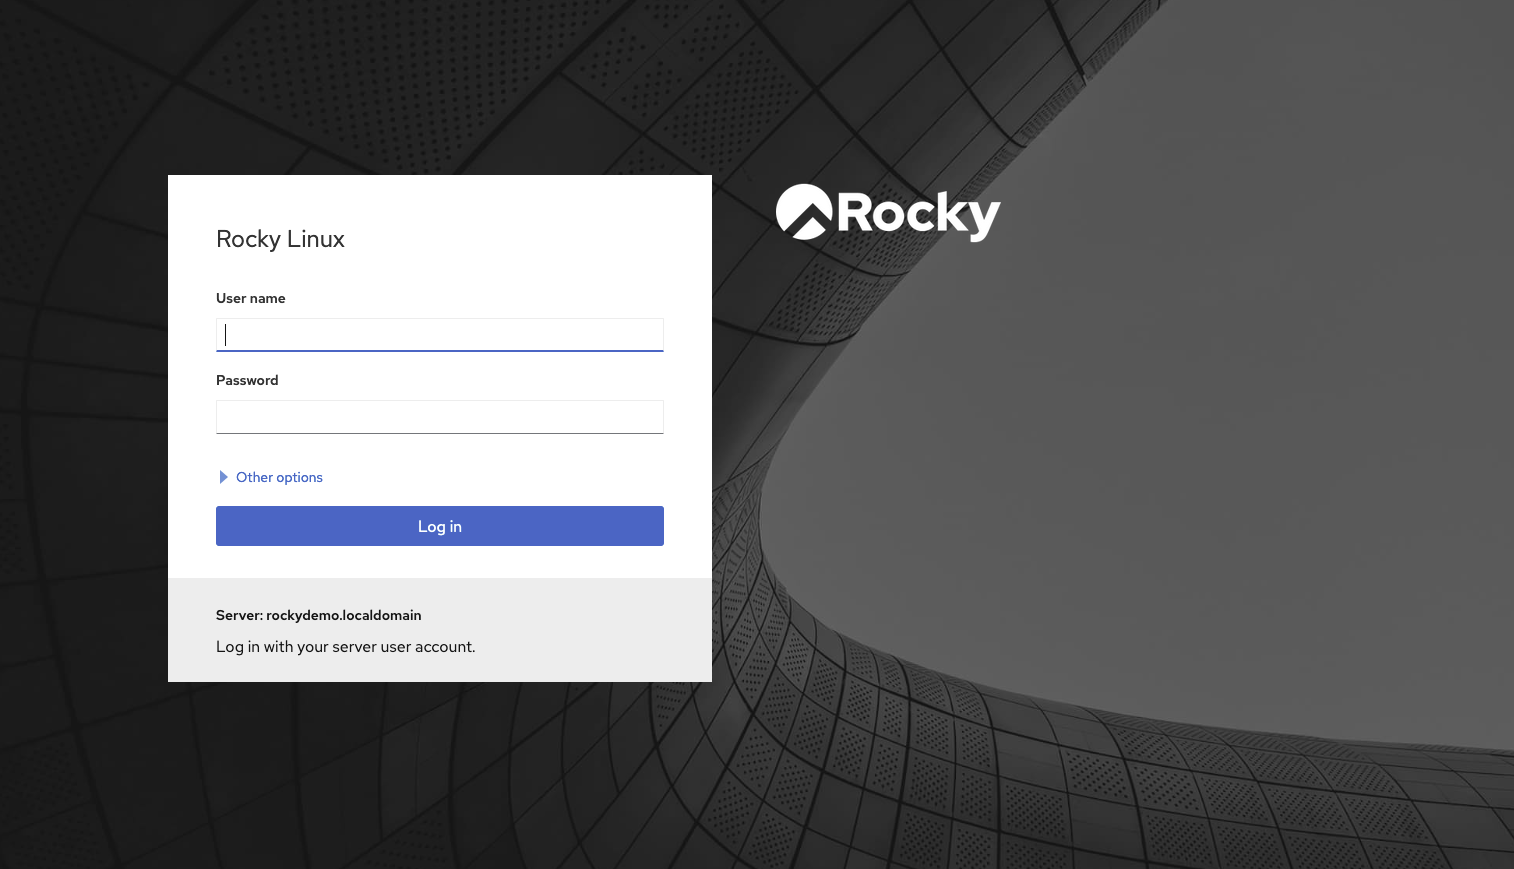 Rocky Linux
User name
Password
Other options
Log in
Server: rockydemo.localdomain
Log in with your server user account.
Rocky